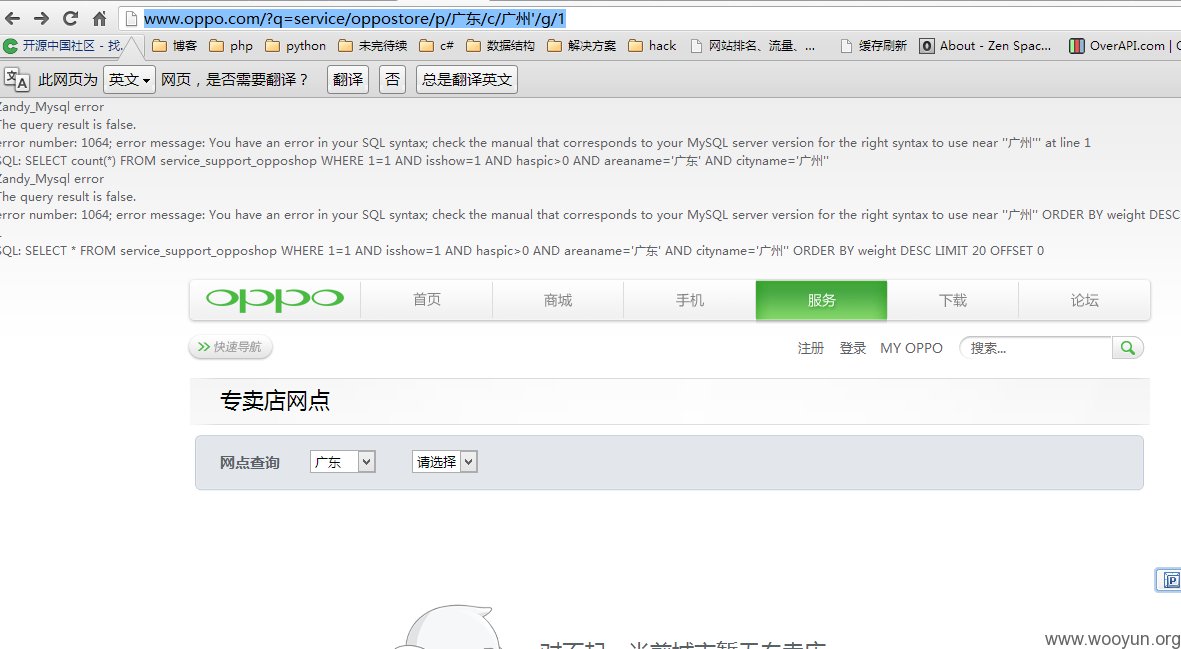 www.oppo.com/?q=service/oppostore/p/广东/c/广州'/g/1
开源中国社区 - 找.
博客
php
python
未完待续
c#
数据结构
解决方案
hack
网站排名、流量、...
缓存刷新
About - Zen Spac...
OverAPI.com |
此网页为 英文 网页，是否需要翻译？ 翻译 否 总是翻译英文
Zandy_Mysql error
The query result is false.
error number: 1064; error message: You have an error in your SQL syntax; check the manual that corresponds to your MySQL server version for the right syntax to use near ''广州''' at line 1
SQL: SELECT count(*) FROM service_support_opposhop WHERE 1=1 AND isshow=1 AND haspic>0 AND areaname='广东' AND cityname='广州''
Zandy_Mysql error
The query result is false.
error number: 1064; error message: You have an error in your SQL syntax; check the manual that corresponds to your MySQL server version for the right syntax to use near ''广州'' ORDER BY weight DESC
SQL: SELECT * FROM service_support_opposhop WHERE 1=1 AND isshow=1 AND haspic>0 AND areaname='广东' AND cityname='广州'' ORDER BY weight DESC LIMIT 20 OFFSET 0
oppo 首页 商城 手机 服务 下载 论坛
快速导航
注册 登录 MY OPPO 搜索...
专卖店网点
网点查询 广东 请选择
对不起，当前城市暂无专卖店
www.wooyun.org